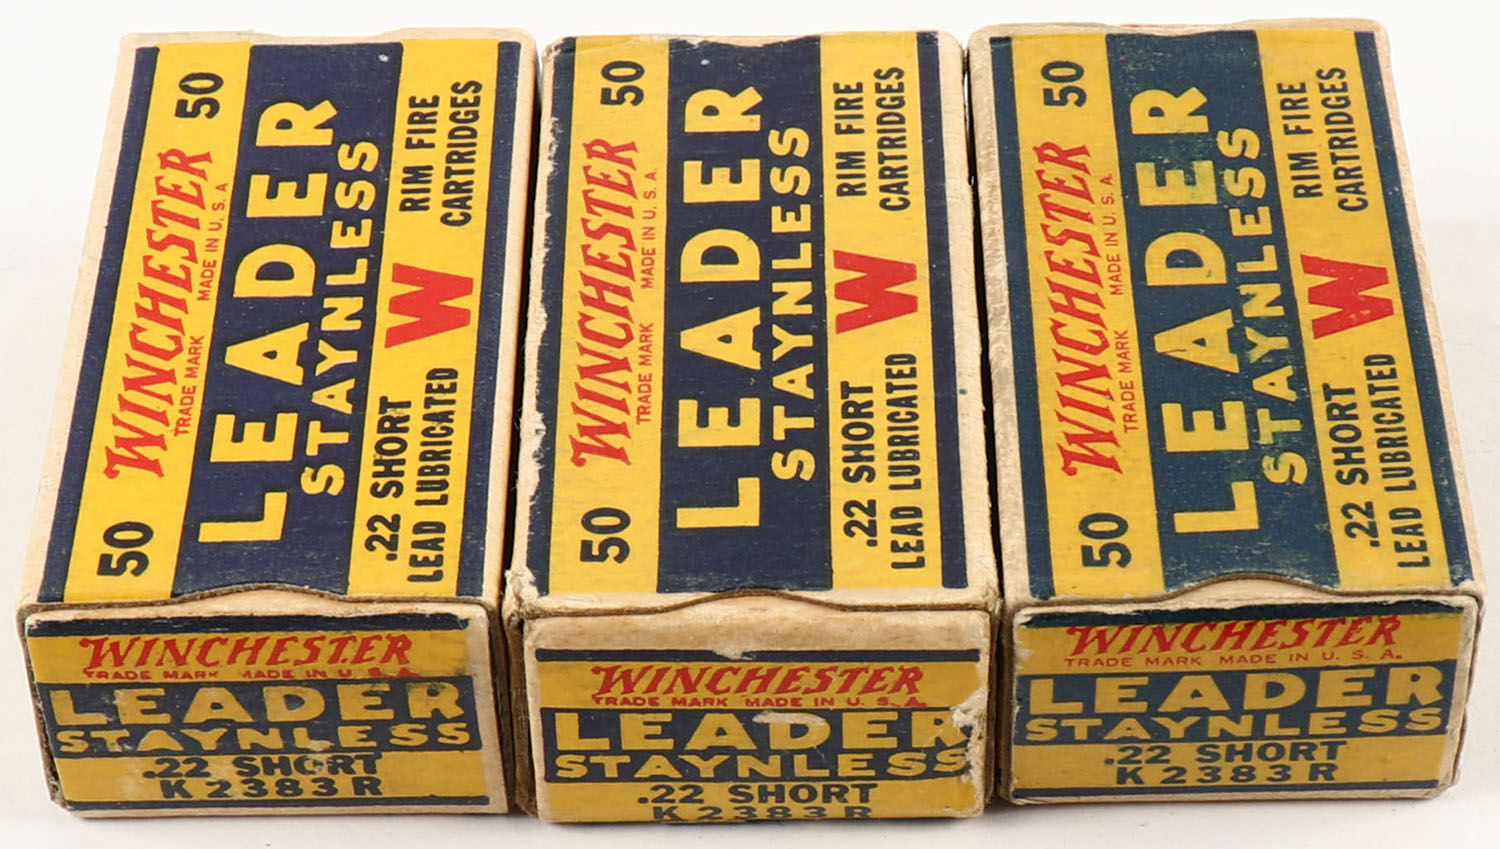 50 WINCHESTER 50
TRADE MARK MADE IN U. S. A.
LEADER
STAYNLESS
.22 SHORT W RIM FIRE
LEAD LUBRICATED CARTRIDGES
WINCHESTER
TRADE MARK MADE IN U. S. A.
LEADER
STAYNLESS
.22 SHORT
K2383R
50 WINCHESTER 50
TRADE MARK MADE IN U. S. A.
LEADER
STAYNLESS
.22 SHORT W RIM FIRE
LEAD LUBRICATED CARTRIDGES
WINCHESTER
TRADE MARK MADE IN U. S. A.
LEADER
STAYNLESS
.22 SHORT
K2383R
50 WINCHESTER 50
TRADE MARK MADE IN U. S. A.
LEADER
STAYNLESS
.22 SHORT W RIM FIRE
LEAD LUBRICATED CARTRIDGES
WINCHESTER
TRADE MARK MADE IN U. S. A.
LEADER
STAYNLESS
.22 SHORT
K2383R